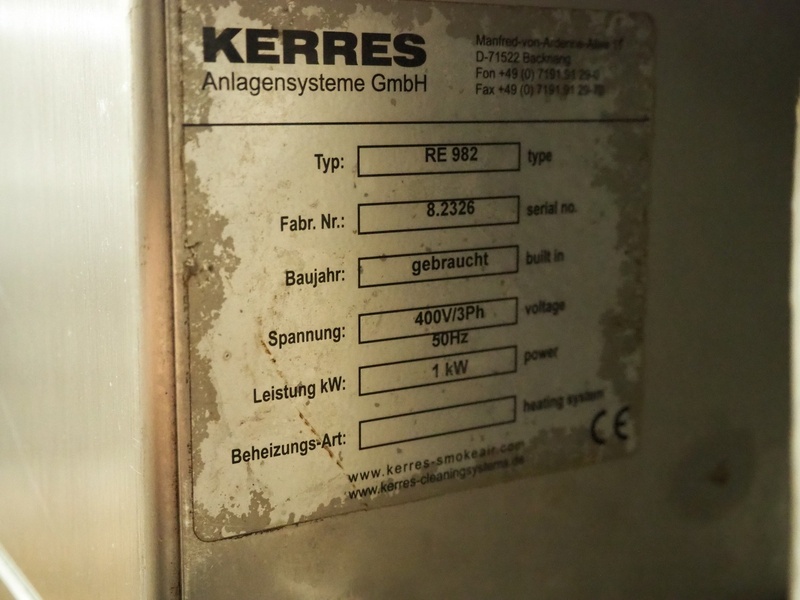 KERRES
Anlagensysteme GmbH
Manfred-von-Ardenne-Allee 11
D-71522 Backnang
Fon +49 (0) 7191.91 29-0
Fax +49 (0) 7191.91 29-
Typ: RE 982 type
Fabr. Nr.: 8.2326 serial no.
Baujahr: gebraucht built in
Spannung: 400V/3Ph voltage
50Hz
Leistung kW: 1 kW power
Beheizungs-Art: heating system
CE
www.kerres-smokeair.com
www.kerres-cleaningsystems.de